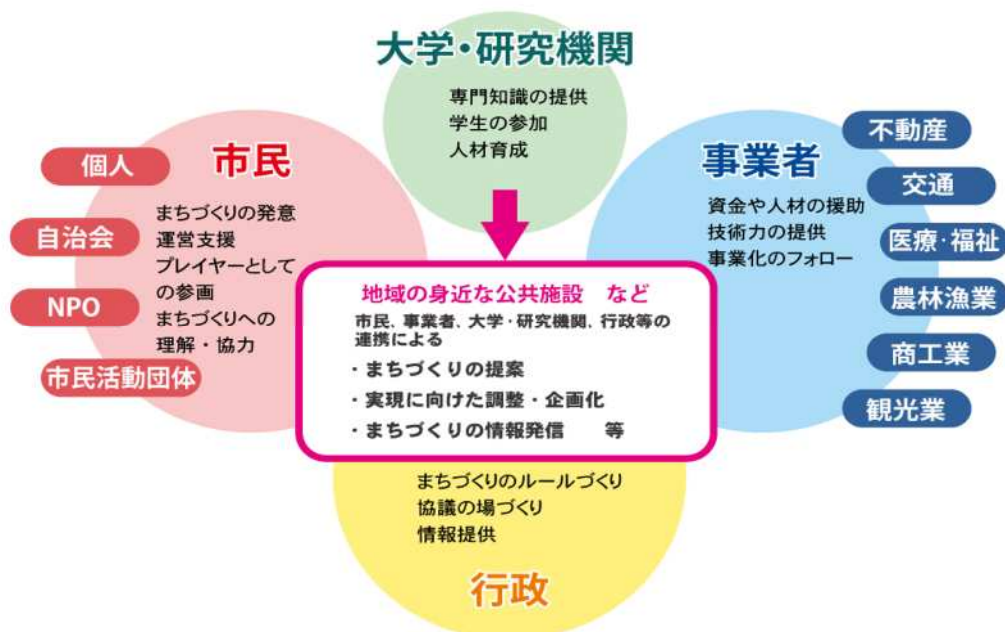 大学・研究機関
専門知識の提供
学生の参加
人材育成
市民
個人
自治会
NPO
市民活動団体
まちづくりの発意
運営支援
プレイヤーとして
の参画
まちづくりへの
理解・協力
事業者
資金や人材の援助
技術力の提供
事業化のフォロー
不動産
交通
医療・福祉
農林漁業
商工業
観光業
地域の身近な公共施設　など
市民、事業者、大学・研究機関、行政等の
連携による
・まちづくりの提案
・実現に向けた調整・企画化
・まちづくりの情報発信　等
まちづくりのルールづくり
協議の場づくり
情報提供
行政